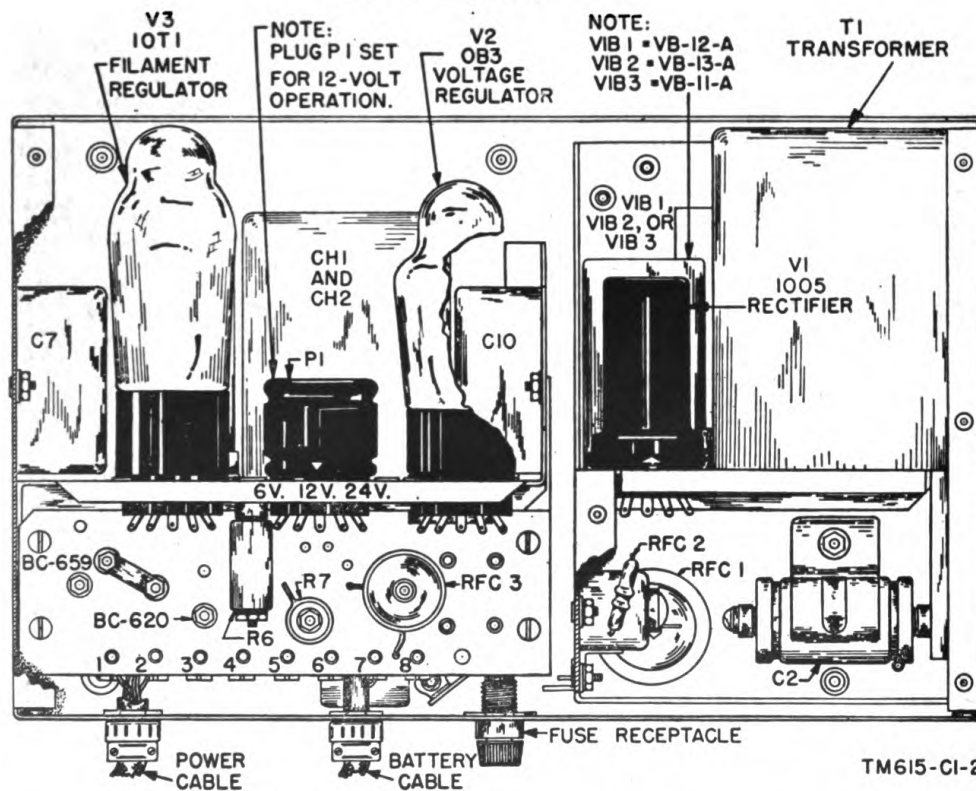 V3
10T1
FILAMENT
REGULATOR
NOTE:
PLUG P1 SET
FOR 12-VOLT
OPERATION.
V2
OB3
VOLTAGE
REGULATOR
NOTE:
VIB 1 = VB-12-A
VIB 2 = VB-13-A
VIB 3 = VB-11-A
T1
TRANSFORMER
VIB 1,
VIB 2, OR
VIB 3
CH1
AND
CH2
V1
1005
RECTIFIER
C7
P1
C10
6V. 12V. 24V.
BC-659
BC-620
R6
R7
RFC 3
RFC 2
RFC 1
C2
1 2 3 4 5 6 7 8
POWER
CABLE
BATTERY
CABLE
FUSE RECEPTACLE
TM615-C1-2